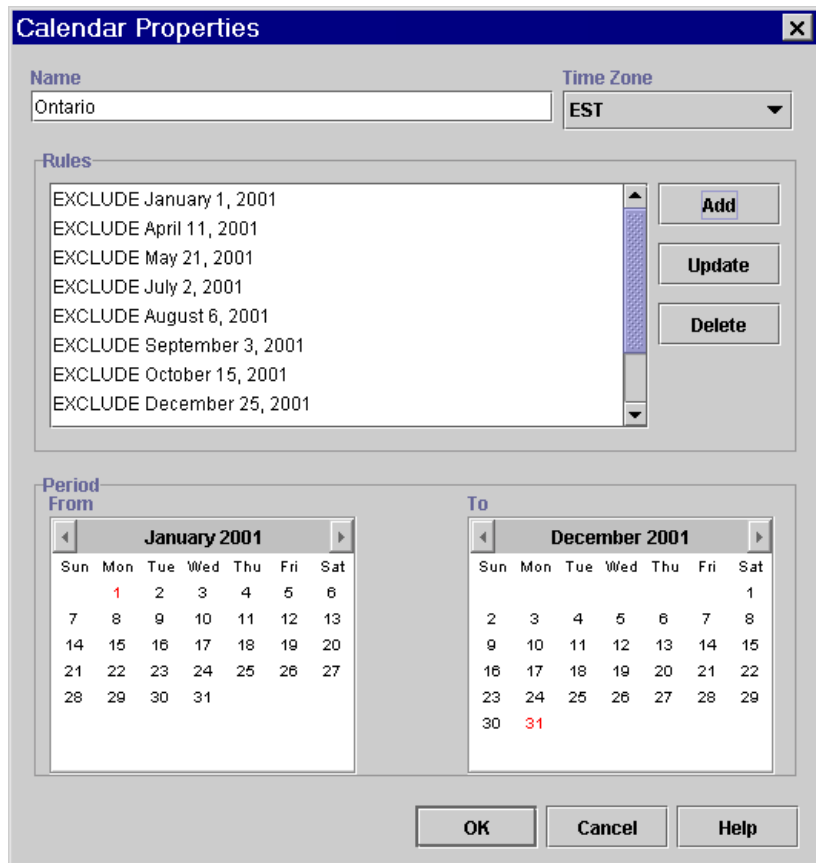 Calendar Properties
Name
Time Zone
Ontario
EST
Rules
EXCLUDE January 1, 2001
EXCLUDE April 11, 2001
EXCLUDE May 21, 2001
EXCLUDE July 2, 2001
EXCLUDE August 6, 2001
EXCLUDE September 3, 2001
EXCLUDE October 15, 2001
EXCLUDE December 25, 2001
Add
Update
Delete
Period
From
January 2001
Sun Mon Tue Wed Thu Fri Sat
1 2 3 4 5 6
7 8 9 10 11 12 13
14 15 16 17 18 19 20
21 22 23 24 25 26 27
28 29 30 31
To
December 2001
Sun Mon Tue Wed Thu Fri Sat
1
2 3 4 5 6 7 8
9 10 11 12 13 14 15
16 17 18 19 20 21 22
23 24 25 26 27 28 29
30 31
OK
Cancel
Help